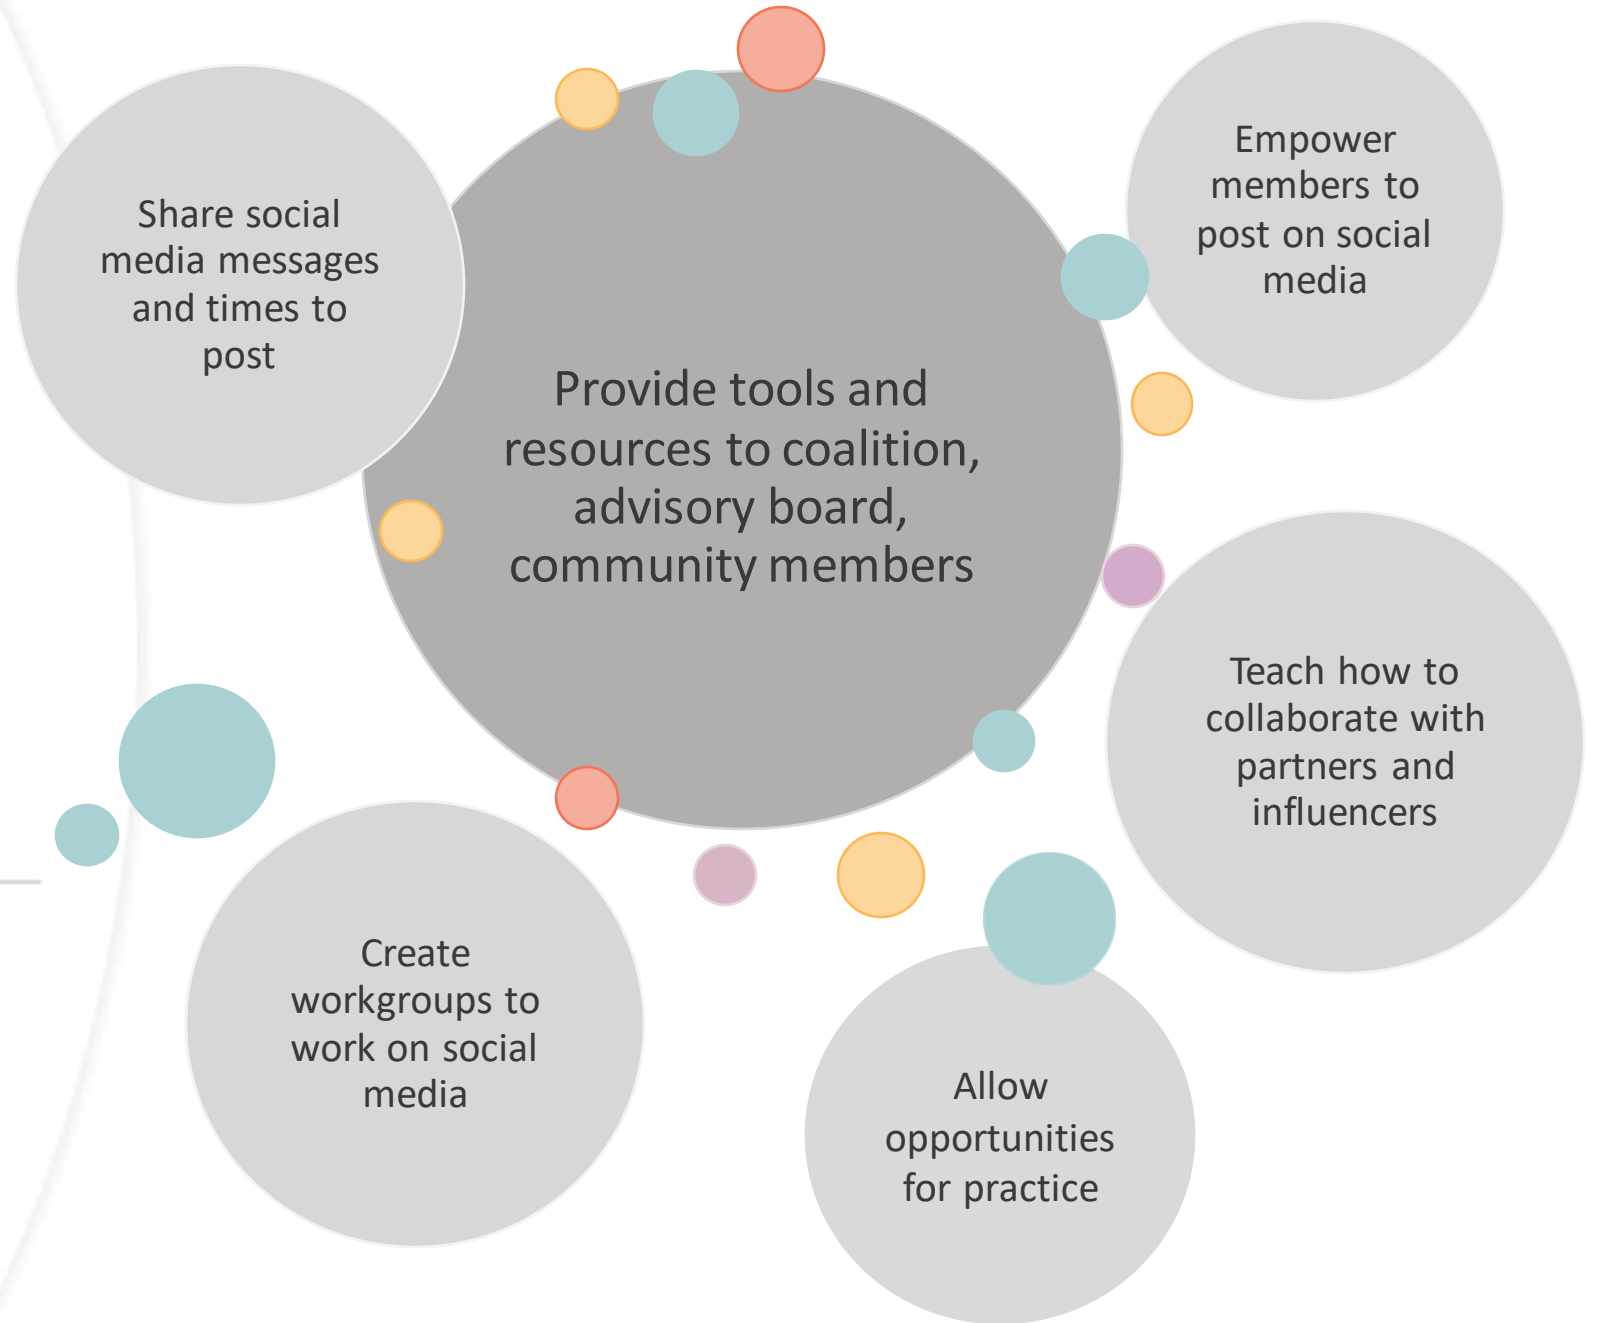 Share social
media messages
and times to
post
Provide tools and
resources to coalition,
advisory board,
community members
Empower
members to
post on social
media
Teach how to
collaborate with
partners and
influencers
Create
workgroups to
work on social
media
Allow
opportunities
for practice